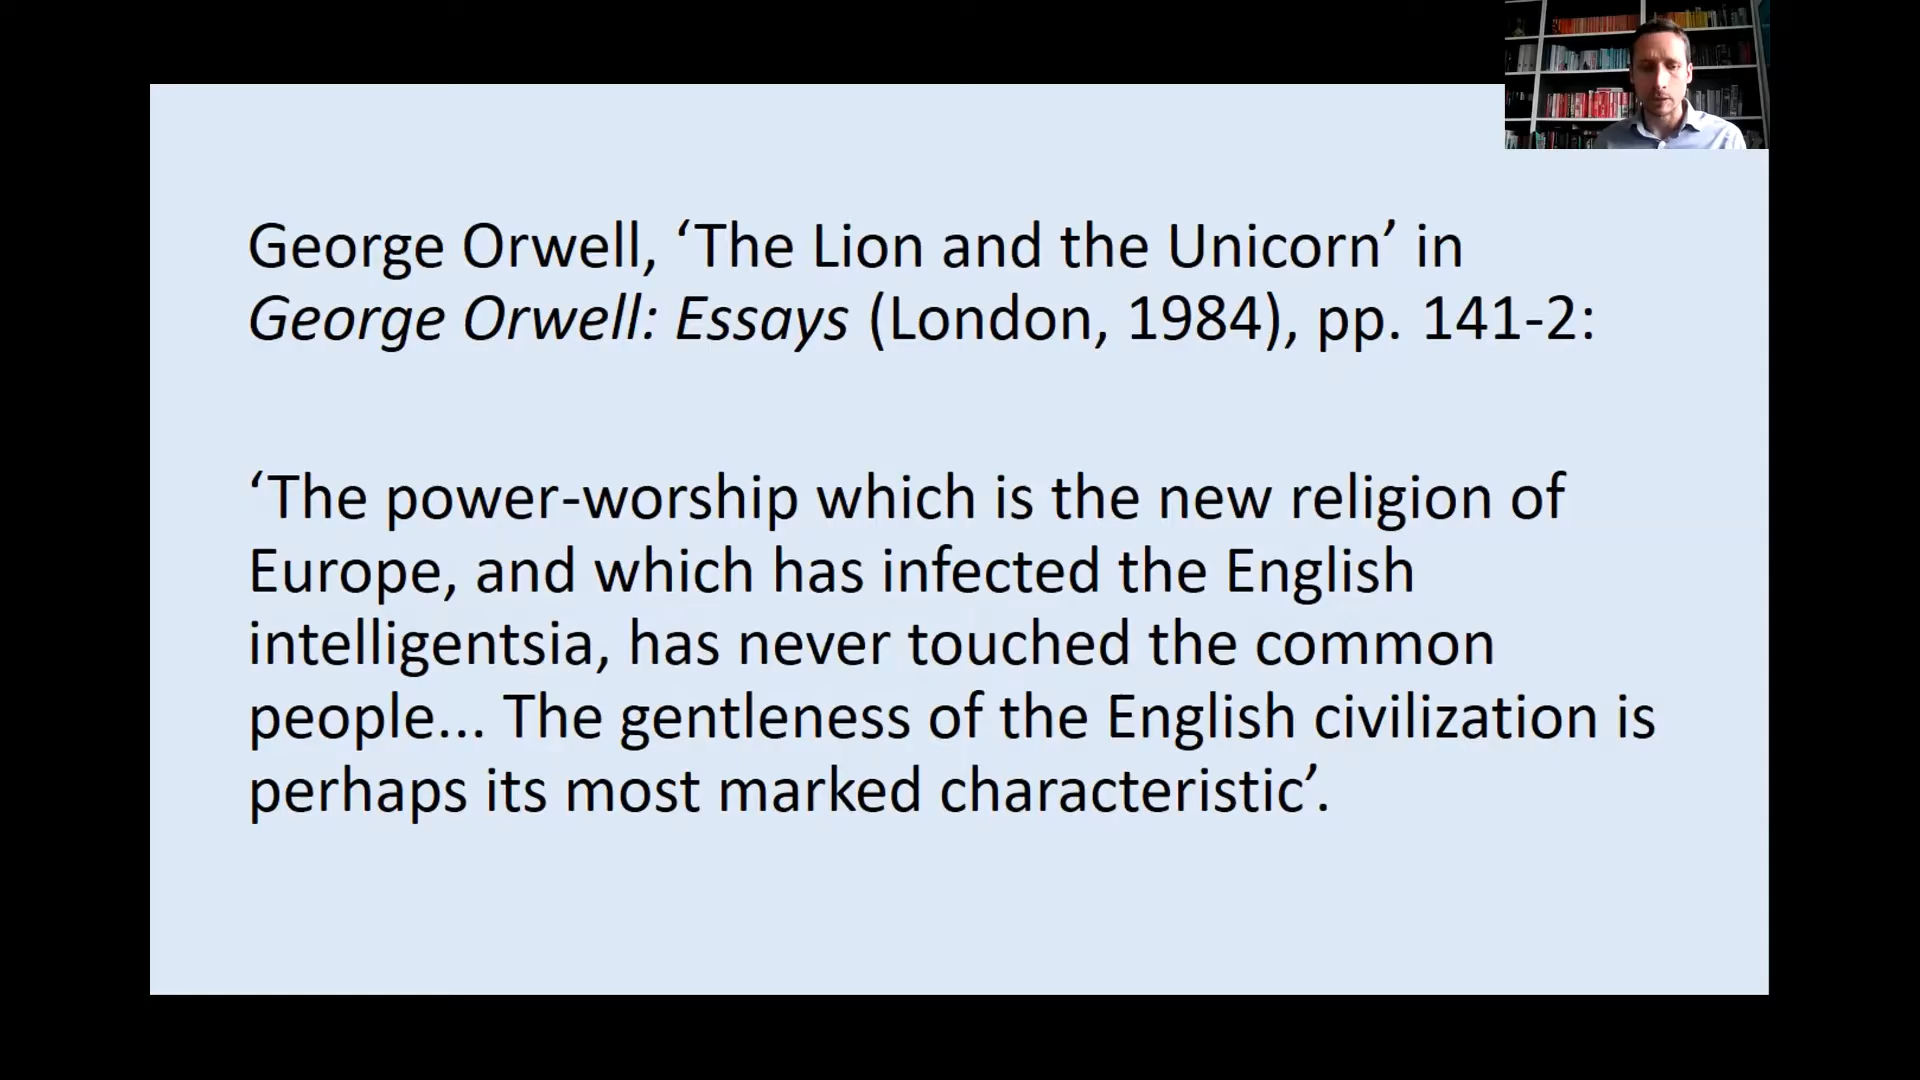 George Orwell, ‘The Lion and the Unicorn’ in
George Orwell: Essays (London, 1984), pp. 141-2:
‘The power-worship which is the new religion of
Europe, and which has infected the English
intelligentsia, has never touched the common
people... The gentleness of the English civilization is
perhaps its most marked characteristic’.